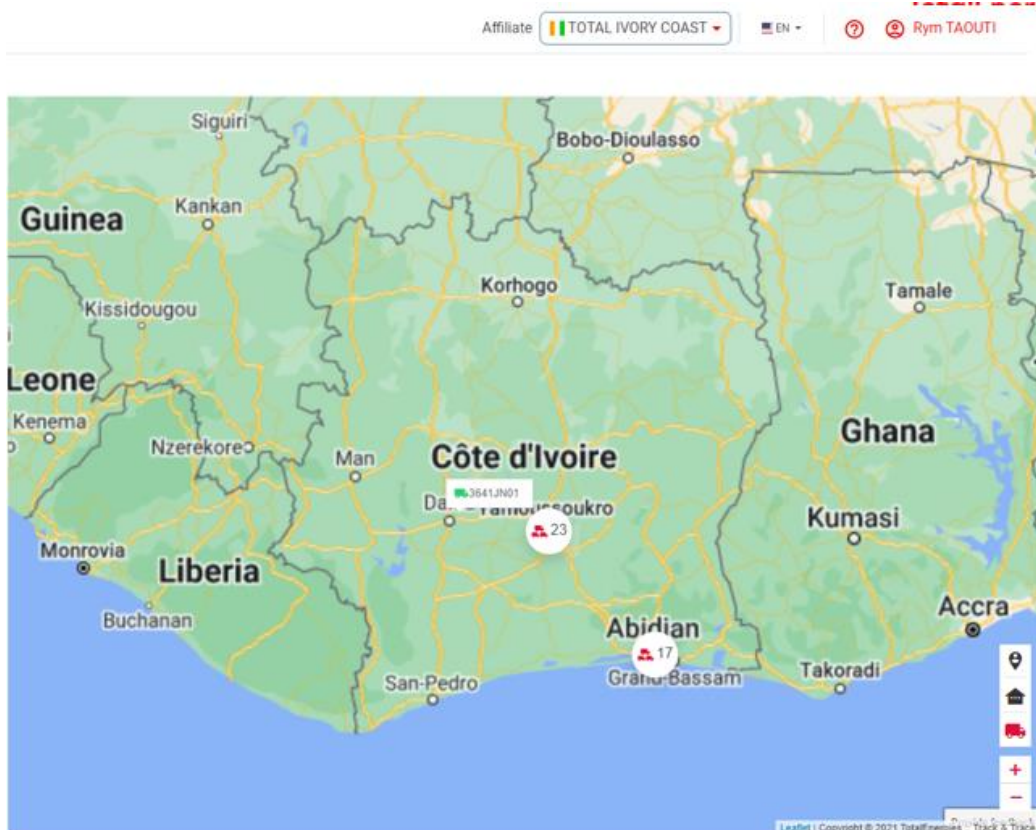 Affiliate TOTAL IVORY COAST EN Rym TAOUTI
Siguiri
Bobo-Dioulasso
Guinea
Kankan
Korhogo
Tamale
Kissidougou
Leone
Kenema
Nzerekore
Man
Côte d'Ivoire
Ghana
3641JN01
Yamoussoukro
23
Kumasi
Monrovia
Liberia
Buchanan
Accra
Abidjan
17
Grand-Bassam
Takoradi
San-Pedro
+
−
Leaflet | Copyright © 2021 TotalEnergies - Track & Trace